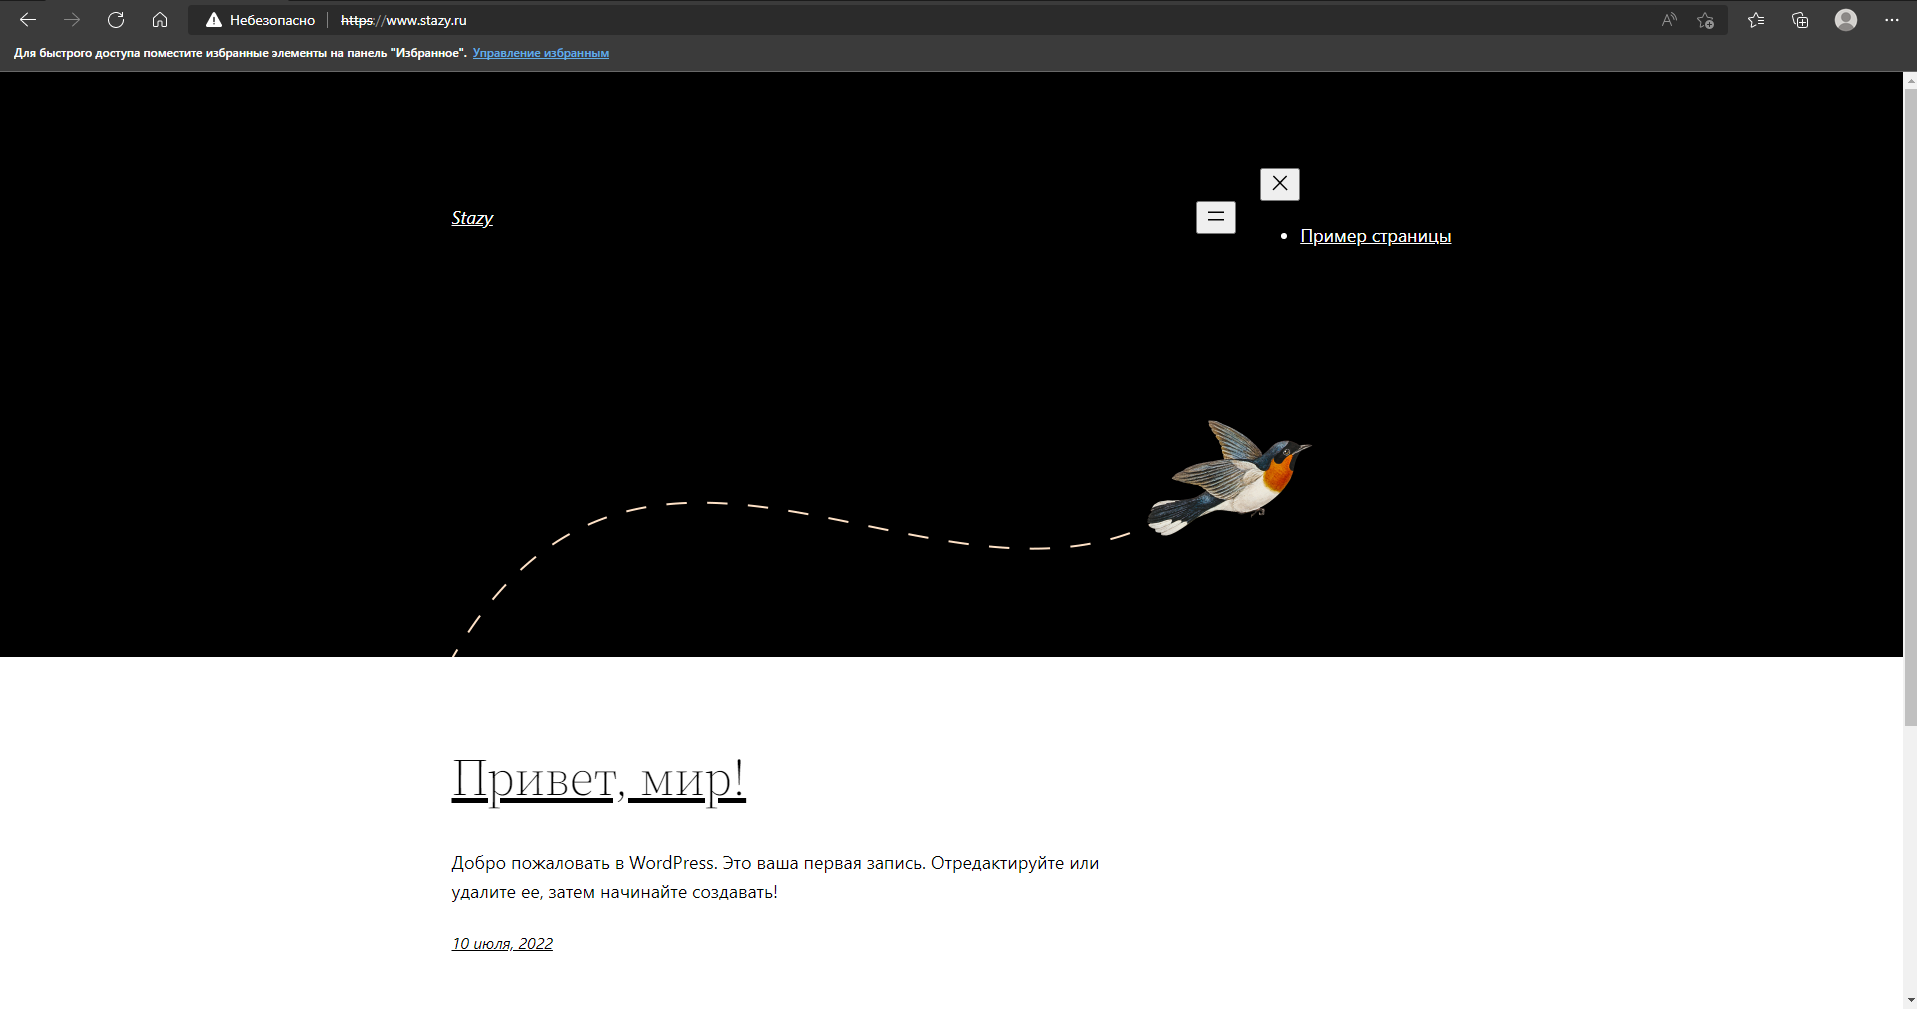 Небезопасно https://www.stazy.ru
Для быстрого доступа поместите избранные элементы на панель "Избранное". Управление избранным
Stazy
Пример страницы
Привет, мир!
Добро пожаловать в WordPress. Это ваша первая запись. Отредактируйте или
удалите ее, затем начинайте создавать!
10 июля, 2022